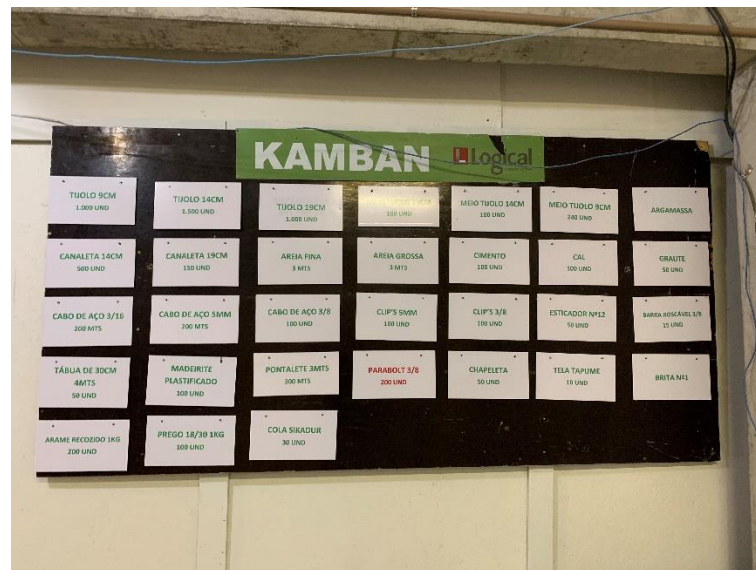 KAMBAN
Logical
TIJOLO 9CM
1.000 UND
TIJOLO 14CM
1.500 UND
TIJOLO 19CM
1.000 UND
100 UND
MEIO TIJOLO 14CM
100 UND
MEIO TIJOLO 9CM
240 UND
ARGAMASSA
CANALETA 14CM
500 UND
CANALETA 19CM
150 UND
AREIA FINA
3 MTS
AREIA GROSSA
3 MTS
CIMENTO
100 UND
CAL
100 UND
GRAUTE
50 UND
CABO DE AÇO 3/16
200 MTS
CABO DE AÇO 5MM
200 MTS
CABO DE AÇO 3/8
100 UND
CLIP'S 5MM
100 UND
CLIP'S 3/8
100 UND
ESTICADOR Nº12
50 UND
BARRA ROSCÁVEL 3/8
15 UND
TÁBUA DE 30CM
4MTS
50 UND
MADEIRITE
PLASTIFICADO
100 UND
PONTALETE 3MTS
300 MTS
PARABOLT 3/8
200 UND
CHAPELETA
50 UND
TELA TAPUME
10 UND
BRITA Nº1
ARAME RECOZIDO 1KG
200 UND
PREGO 18/30 1KG
100 UND
COLA SIKADUR
30 UND